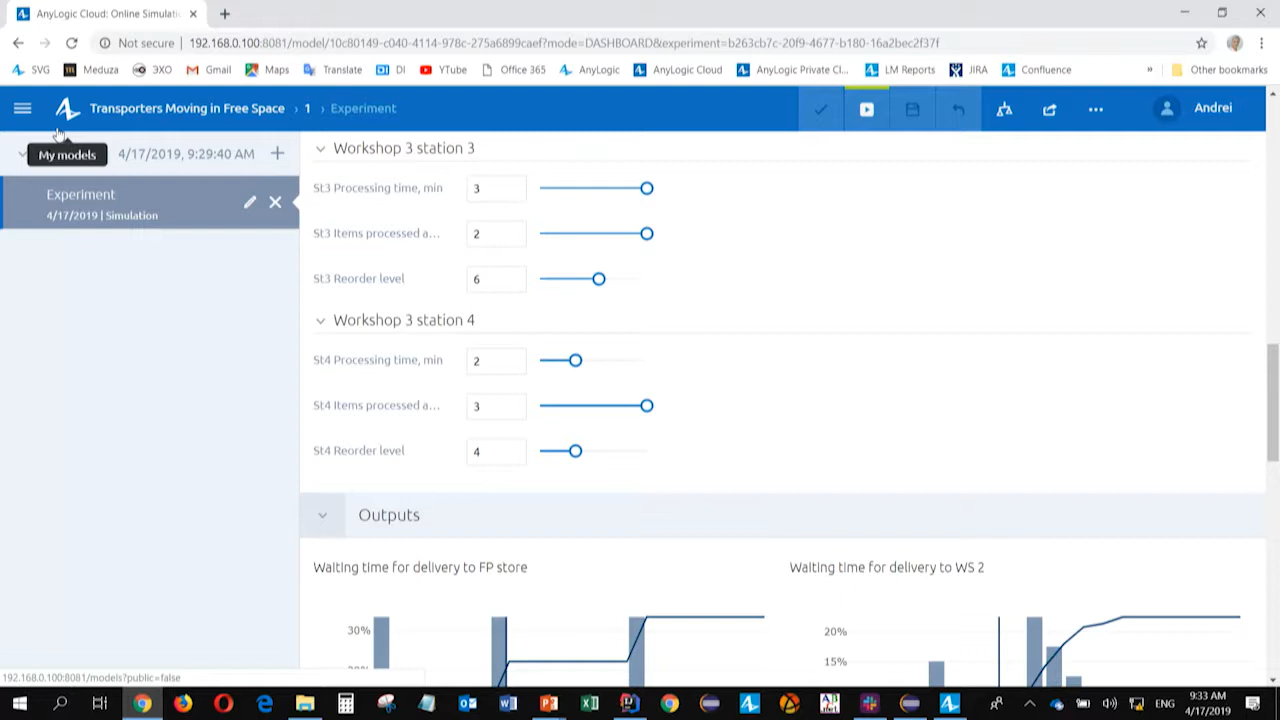 AnyLogic Cloud: Online Simulati
Not secure 192.168.0.100:8081/model/10c80149-c040-4114-978c-275a6899caef?mode=DASHBOARD&experiment=b263cb7c-20f9-4677-b180-16a2bec2f37f
SVG Meduza ЭХО Gmail Maps Translate DI YTube Office 365 AnyLogic AnyLogic Cloud AnyLogic Private Cl... LM Reports JIRA Confluence » Other bookmarks
Transporters Moving in Free Space › 1 › Experiment Andrei
My models 4/17/2019, 9:29:40 AM
Experiment
4/17/2019 | Simulation
Workshop 3 station 3
St3 Processing time, min 3
St3 Items processed a... 2
St3 Reorder level 6
Workshop 3 station 4
St4 Processing time, min 2
St4 Items processed a... 3
St4 Reorder level 4
Outputs
Waiting time for delivery to FP store Waiting time for delivery to WS 2
30% 20%
15%
192.168.0.100:8081/models?public=false
ENG 9:33 AM
4/17/2019